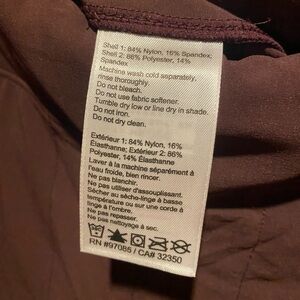 Shell 1: 84% Nylon, 16% Spandex
Shell 2: 86% Polyester, 14%
Spandex
Machine wash cold separately,
rinse thoroughly.
Do not bleach.
Do not use fabric softener.
Tumble dry low or line dry in shade.
Do not iron.
Do not dry clean.
Extérieur 1: 84% Nylon, 16%
Élasthanne; Extérieur 2: 86%
Polyester, 14% Élasthanne
Laver à la machine séparément à
l'eau froide, bien rincer.
Ne pas blanchir.
Ne pas utiliser d'assouplissant.
Sécher au sèche-linge à basse
température ou sur une corde à
linge à l'ombre.
Ne pas repasser.
Ne pas nettoyage à sec.
RN #97085 / CA# 32350